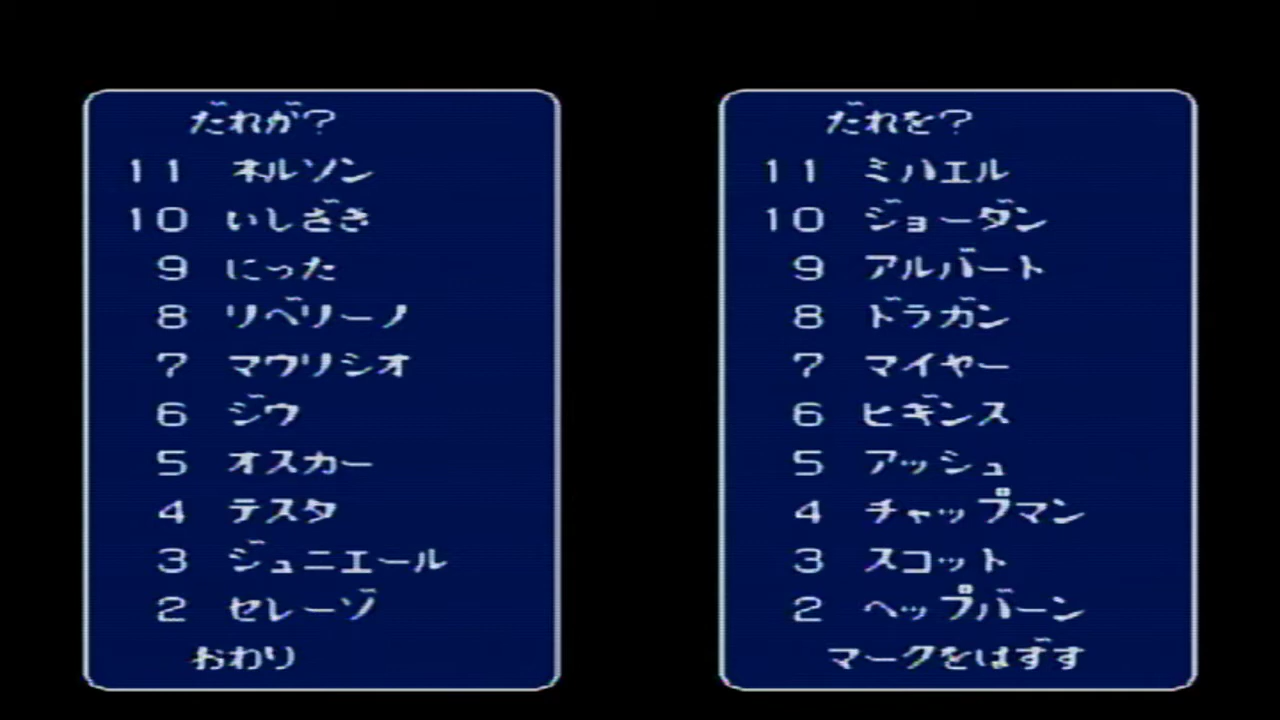 だれが?
11 ネルソン
10 いしざき
9 にった
8 リベリーノ
7 マウリシオ
6 ジウ
5 オスカー
4 テスタ
3 ジュニエール
2 セレーゾ
おわり
だれを?
11 ミハエル
10 ジョーダン
9 アルバート
8 ドラガン
7 マイヤー
6 ヒギンス
5 アッシュ
4 チャップマン
3 スコット
2 ヘップバーン
マークをはずす